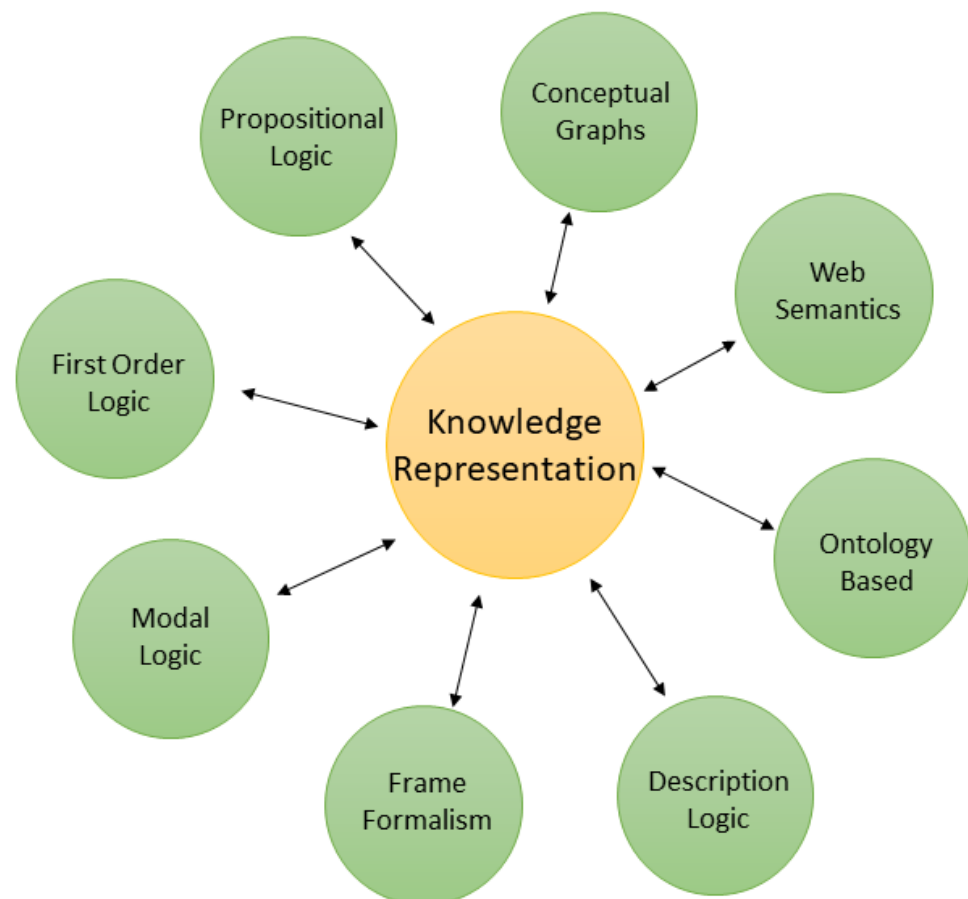 Propositional
Logic
Conceptual
Graphs
Web
Semantics
First Order
Logic
Knowledge
Representation
Ontology
Based
Modal
Logic
Frame
Formalism
Description
Logic